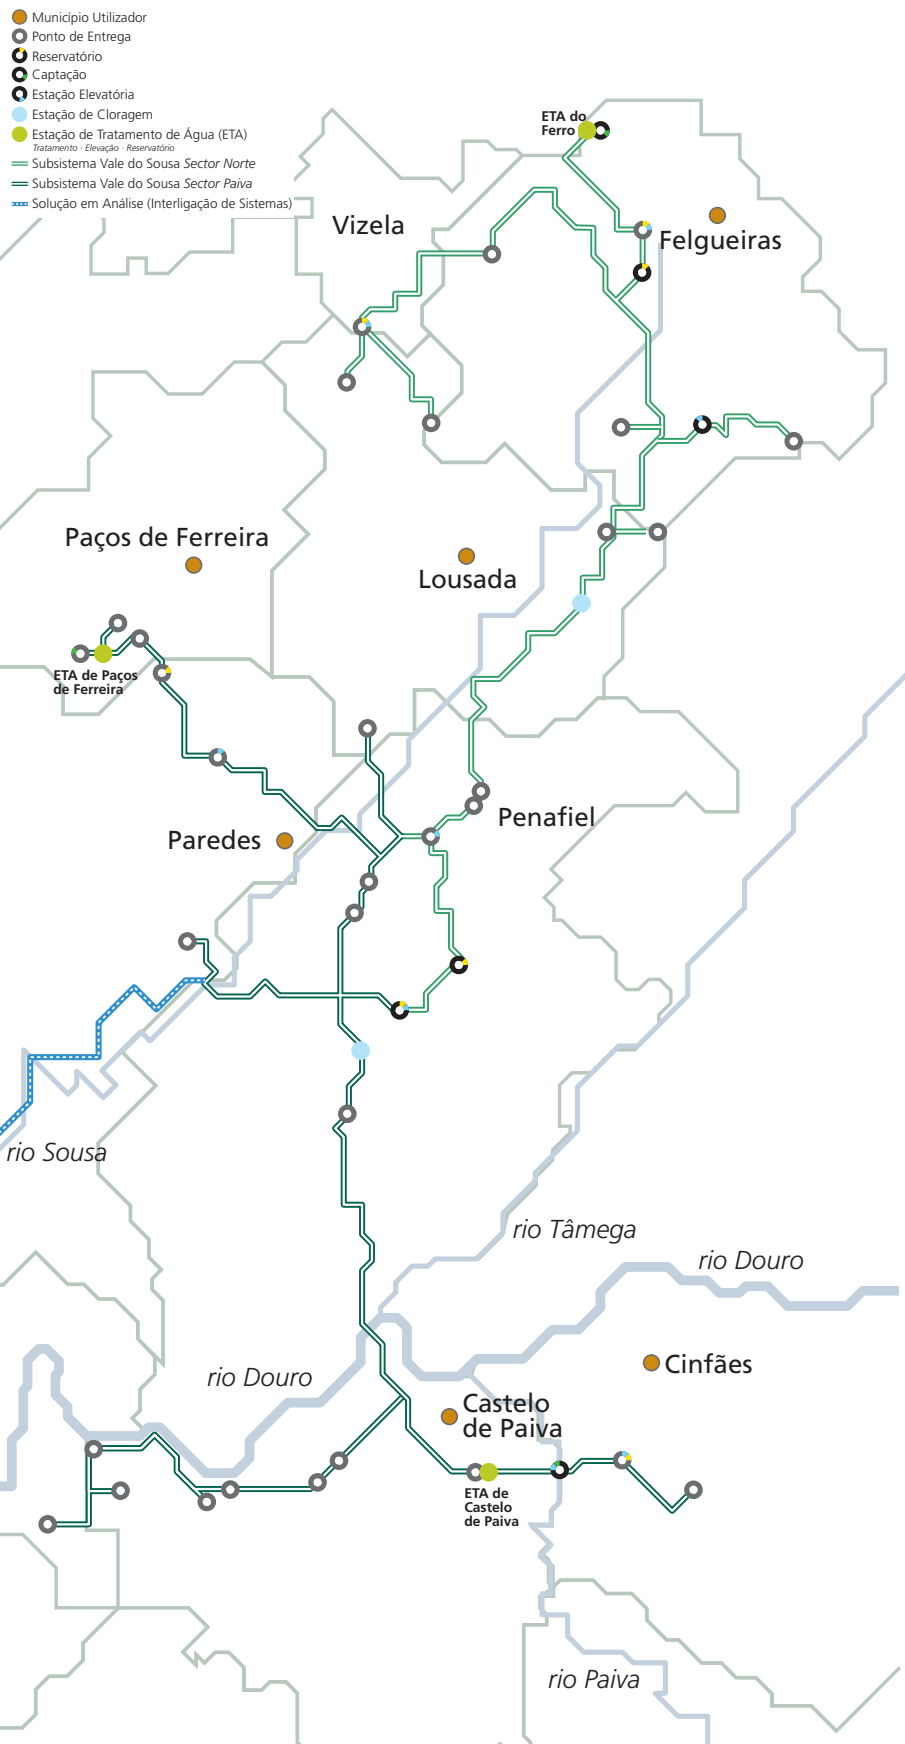 Município Utilizador
Ponto de Entrega
Reservatório
Captação
Estação Elevatória
Estação de Cloragem
Estação de Tratamento de Água (ETA)
Tratamento - Elevação - Reservatório
Subsistema Vale do Sousa Sector Norte
Subsistema Vale do Sousa Sector Paiva
Solução em Análise (Interligação de Sistemas)
ETA do
Ferro
Vizela
Felgueiras
Paços de Ferreira
Lousada
ETA de Paços
de Ferreira
Penafiel
Paredes
rio Sousa
rio Tâmega
rio Douro
rio Douro
Cinfães
Castelo
de Paiva
ETA de
Castelo
de Paiva
rio Paiva